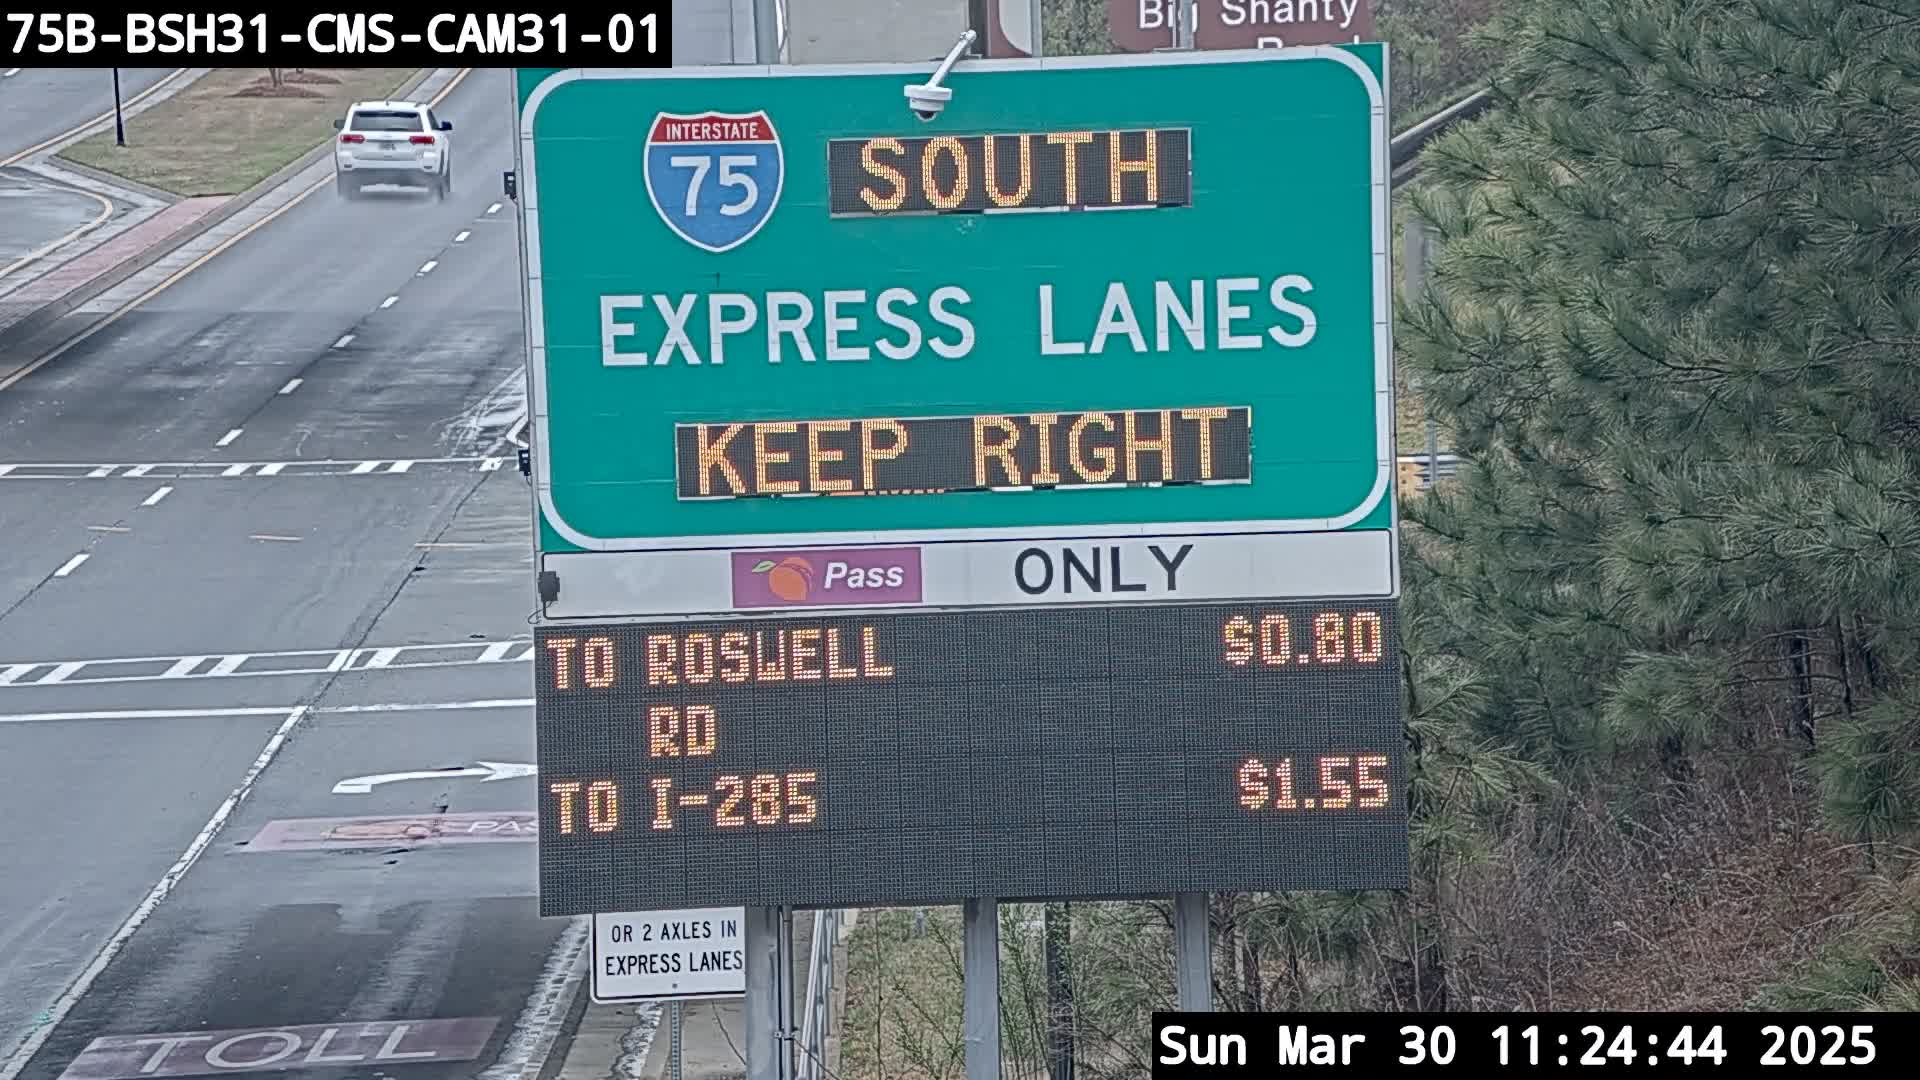 75B-BSH31-CMS-CAM31-01
Big Shanty
INTERSTATE
75
SOUTH
EXPRESS LANES
KEEP RIGHT
Pass ONLY
TO ROSWELL $0.80
RD
TO I-285 $1.55
OR 2 AXLES IN
EXPRESS LANES
TOLL
Sun Mar 30 11:24:44 2025